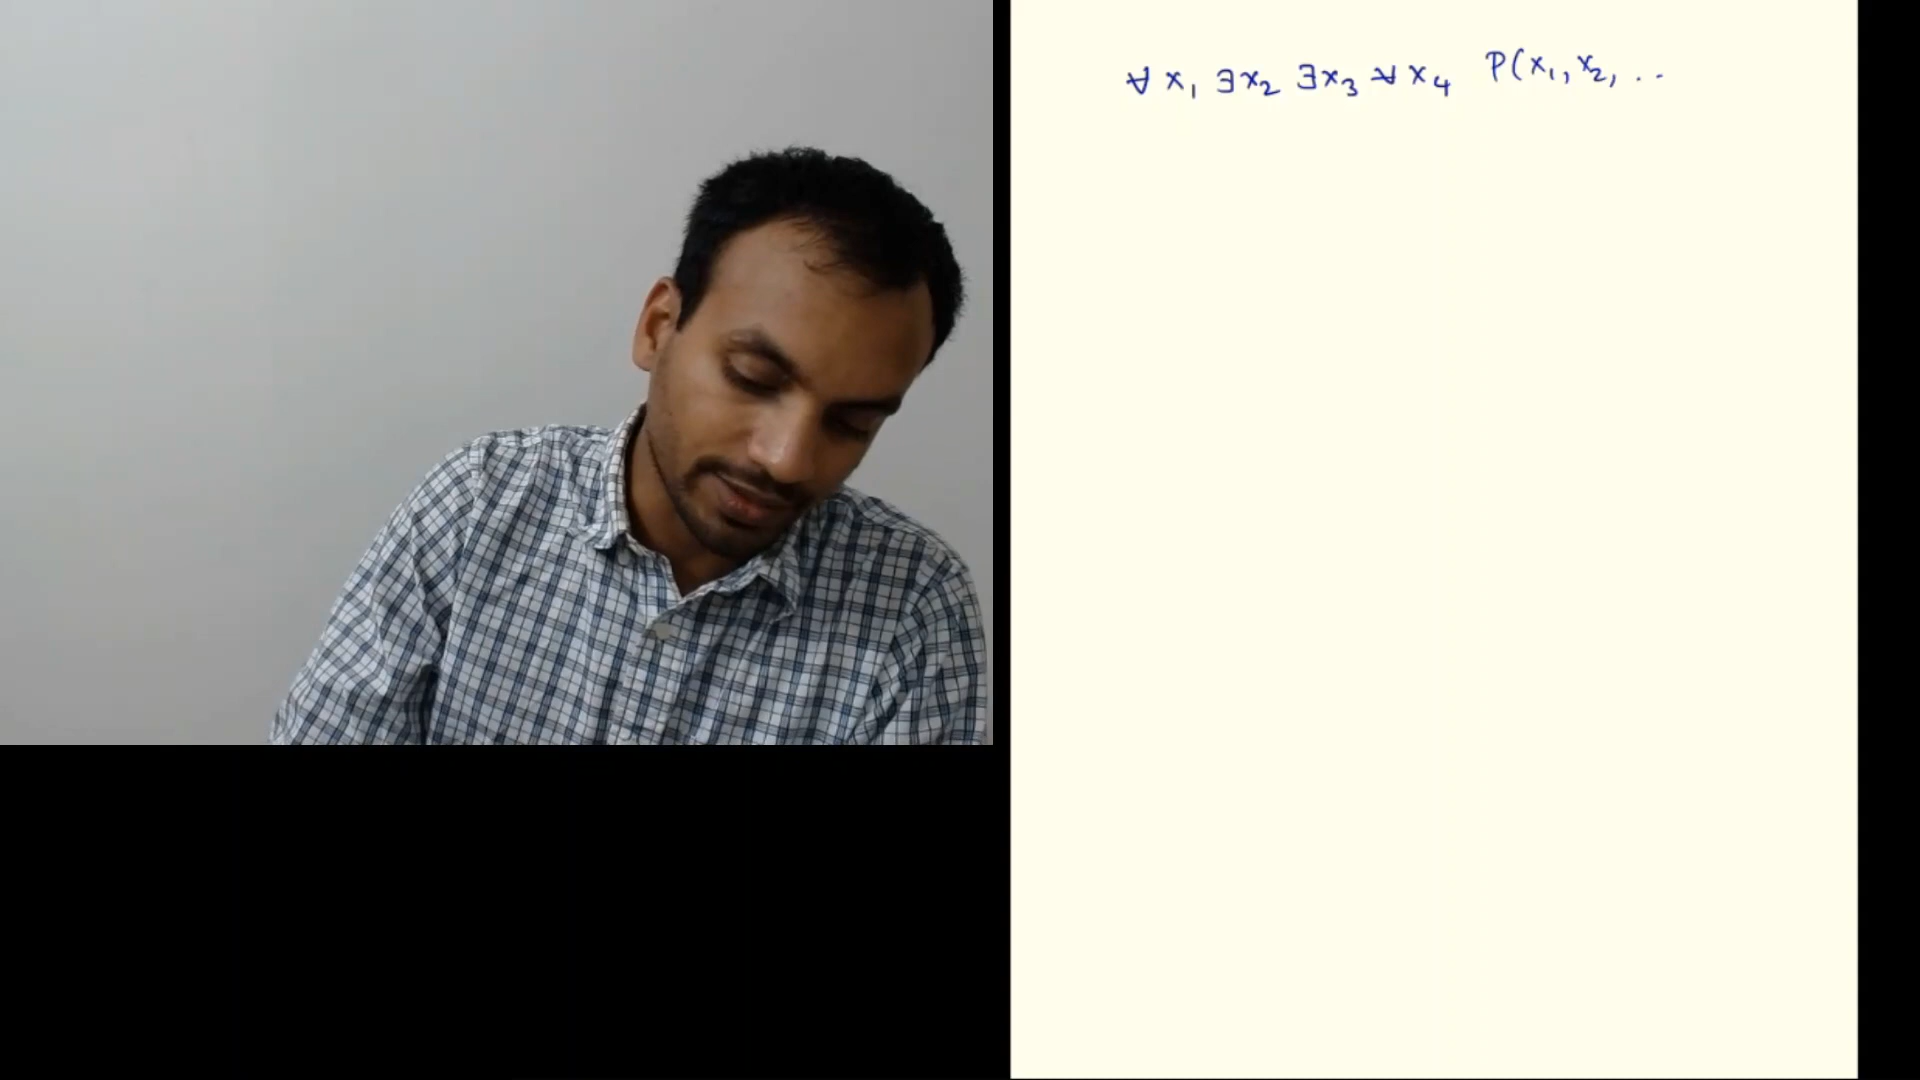 ∀ x₁ ∃x₂ ∃x₃ ∀ x₄ P(x₁, x₂, ..